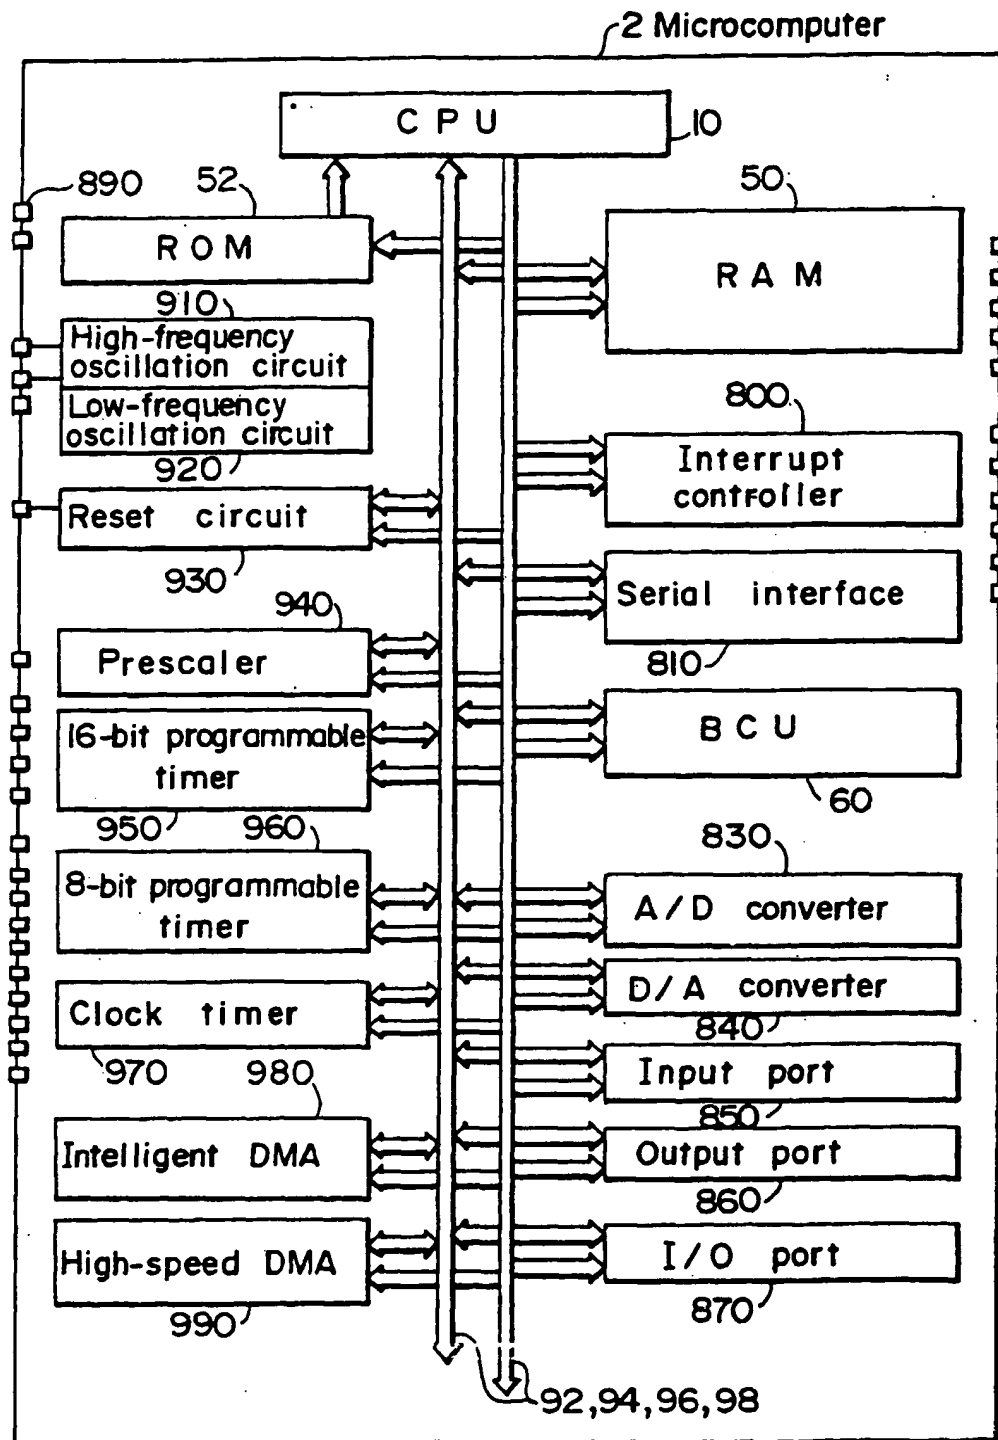 2 Microcomputer
CPU
10
890
52
ROM
50
RAM
910
High-frequency
oscillation circuit
Low-frequency
oscillation circuit
920
800
Interrupt
controller
Reset circuit
930
Serial interface
810
940
Prescaler
16-bit programmable
timer
950
BCU
60
960
8-bit programmable
timer
830
A/D converter
D/A converter
840
Clock timer
970
Input port
850
980
Intelligent DMA
Output port
860
High-speed DMA
990
I/O port
870
92,94,96,98